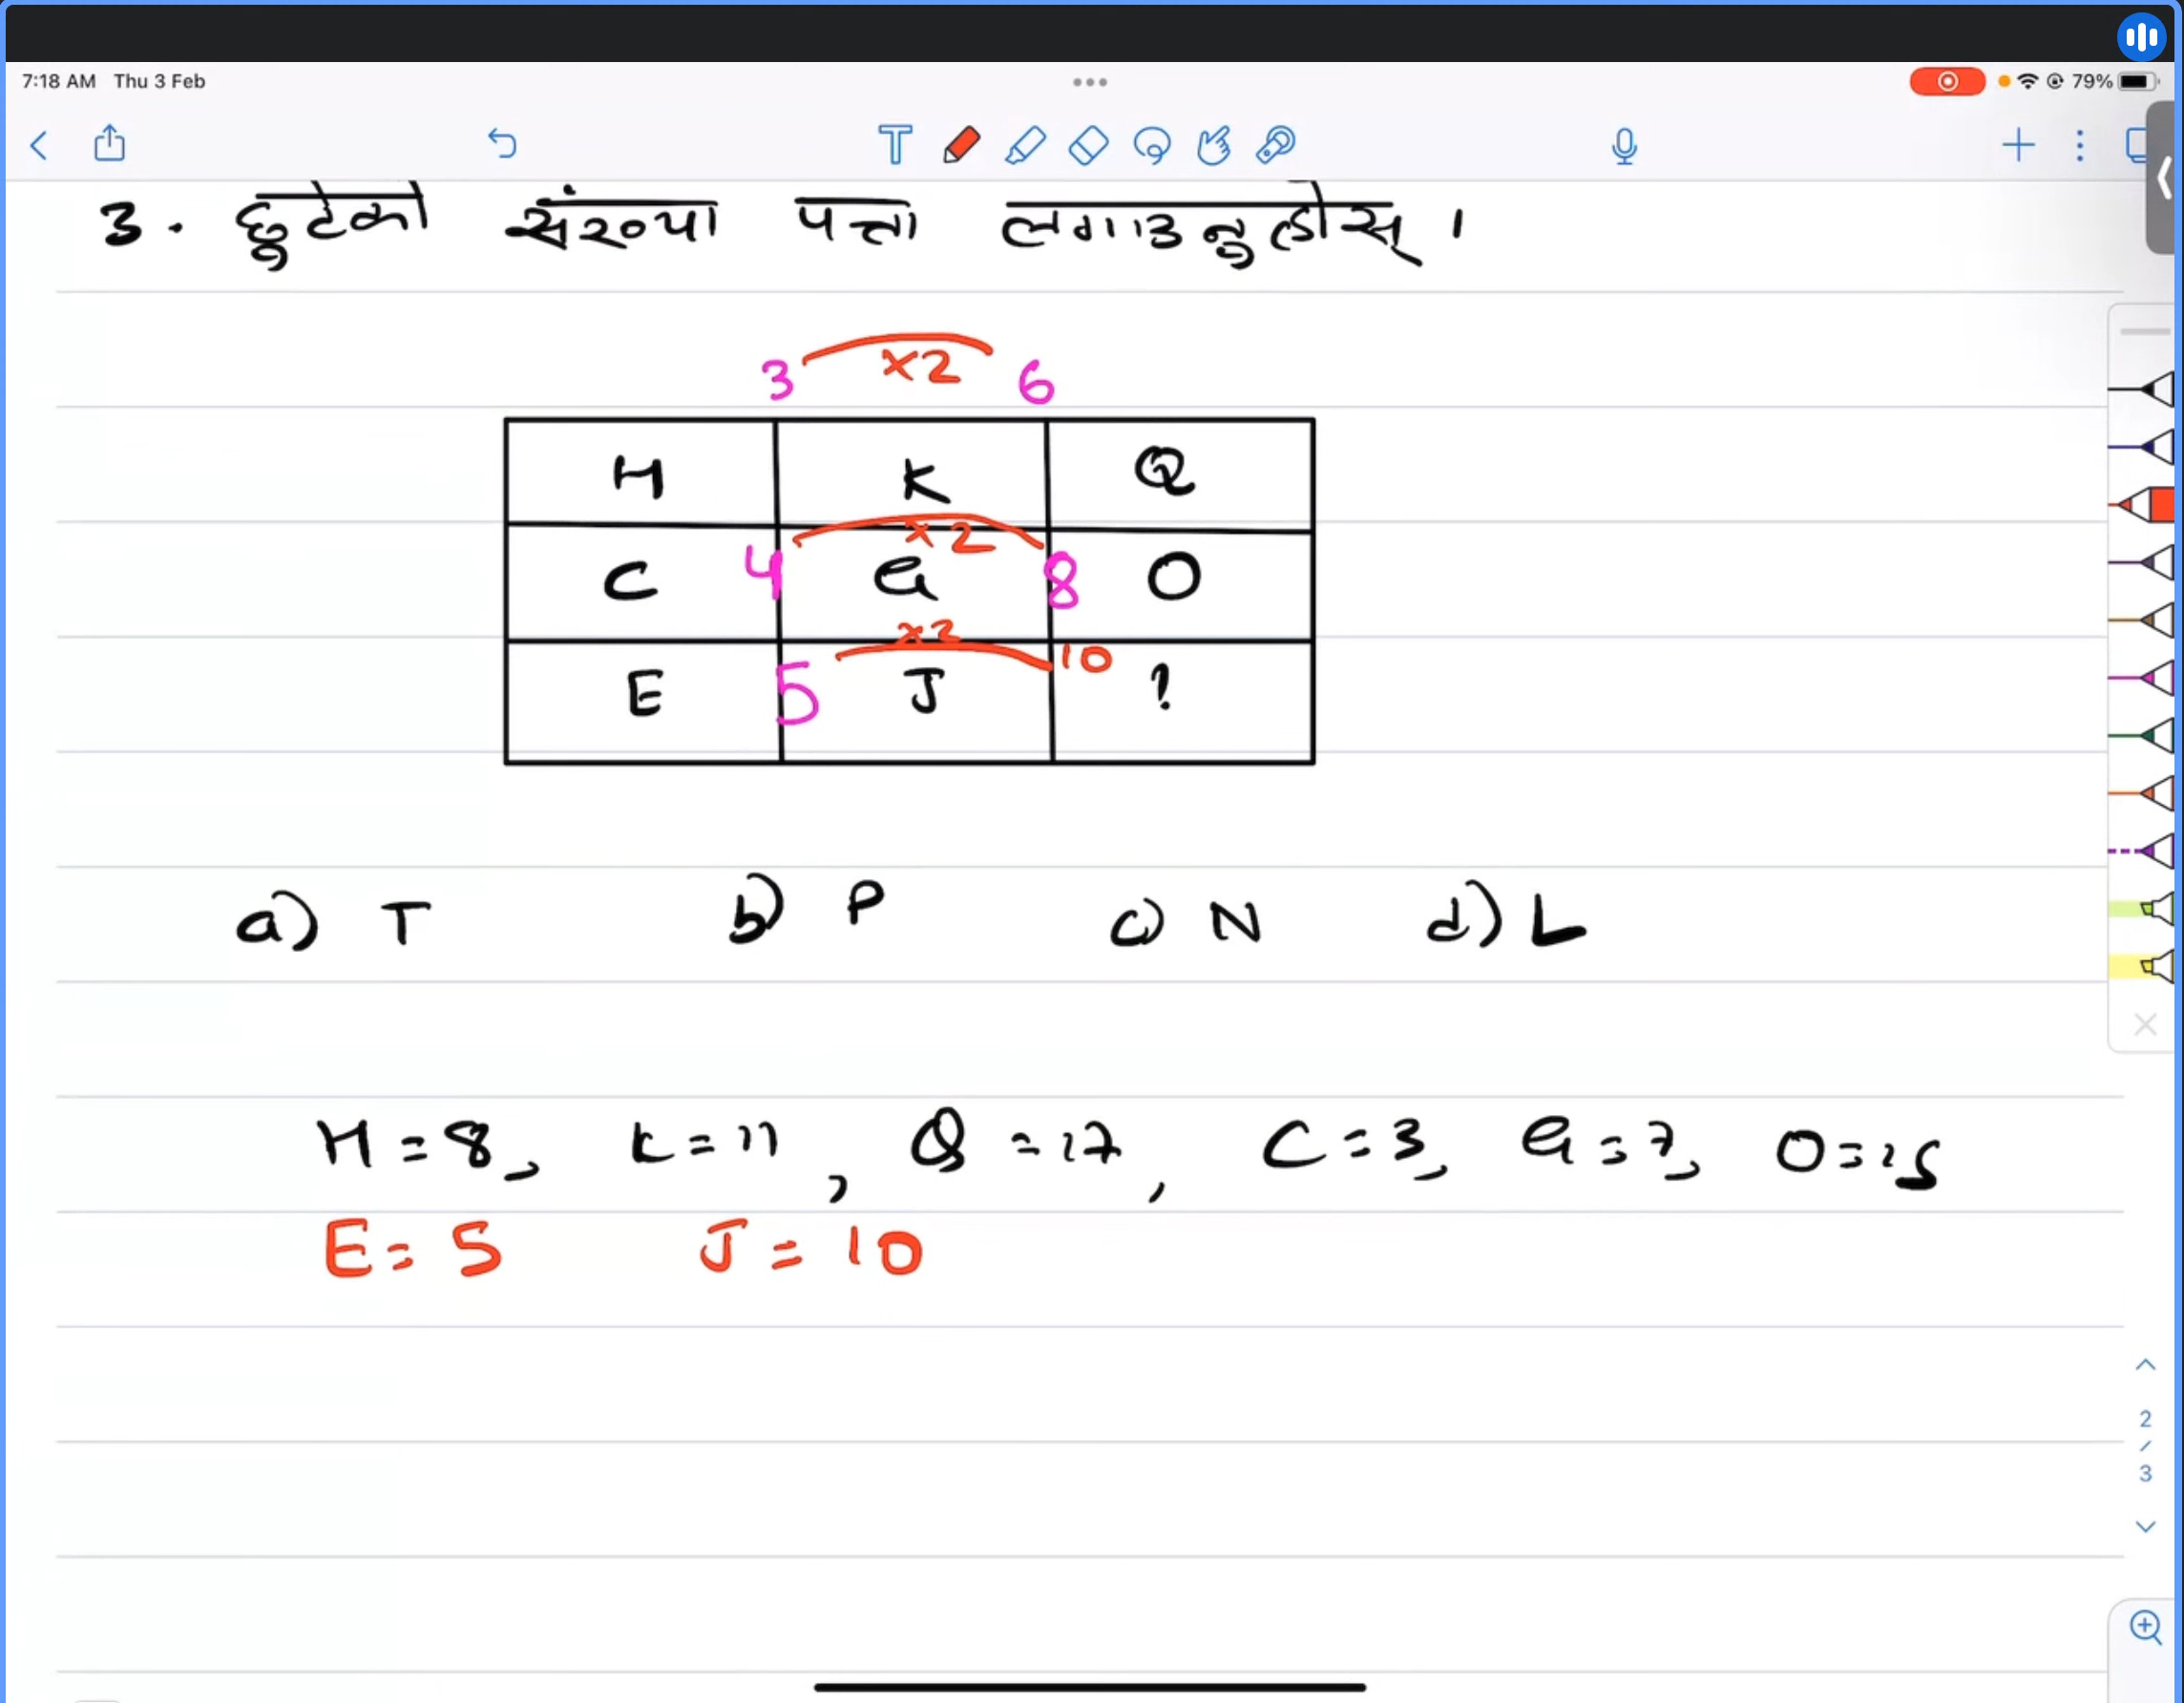 7:18 AM Thu 3 Feb
79%
3. छुटेको संख्या पत्ता लगाउनुहोस् ।
3 ×2 6
H K Q
×2
C 4 G 8 O
×2
E 5 J 10 ?
a) T b) P c) N d) L
H = 8, K = 11, Q = 17, C = 3, G = 7, O = 15
E = 5 J = 10
2
/
3